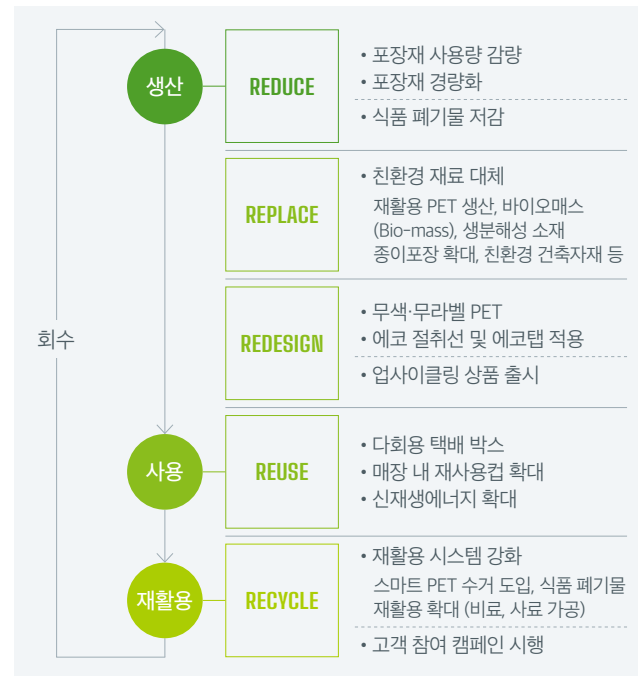 생산
REDUCE
• 포장재 사용량 감량
• 포장재 경량화
• 식품 폐기물 저감
REPLACE
• 친환경 재료 대체
재활용 PET 생산, 바이오매스
(Bio-mass), 생분해성 소재
종이포장 확대, 친환경 건축자재 등
회수
REDESIGN
• 무색·무라벨 PET
• 에코 절취선 및 에코탭 적용
• 업사이클링 상품 출시
사용
REUSE
• 다회용 택배 박스
• 매장 내 재사용컵 확대
• 신재생에너지 확대
재활용
RECYCLE
• 재활용 시스템 강화
스마트 PET 수거 도입, 식품 폐기물
재활용 확대 (비료, 사료 가공)
• 고객 참여 캠페인 시행